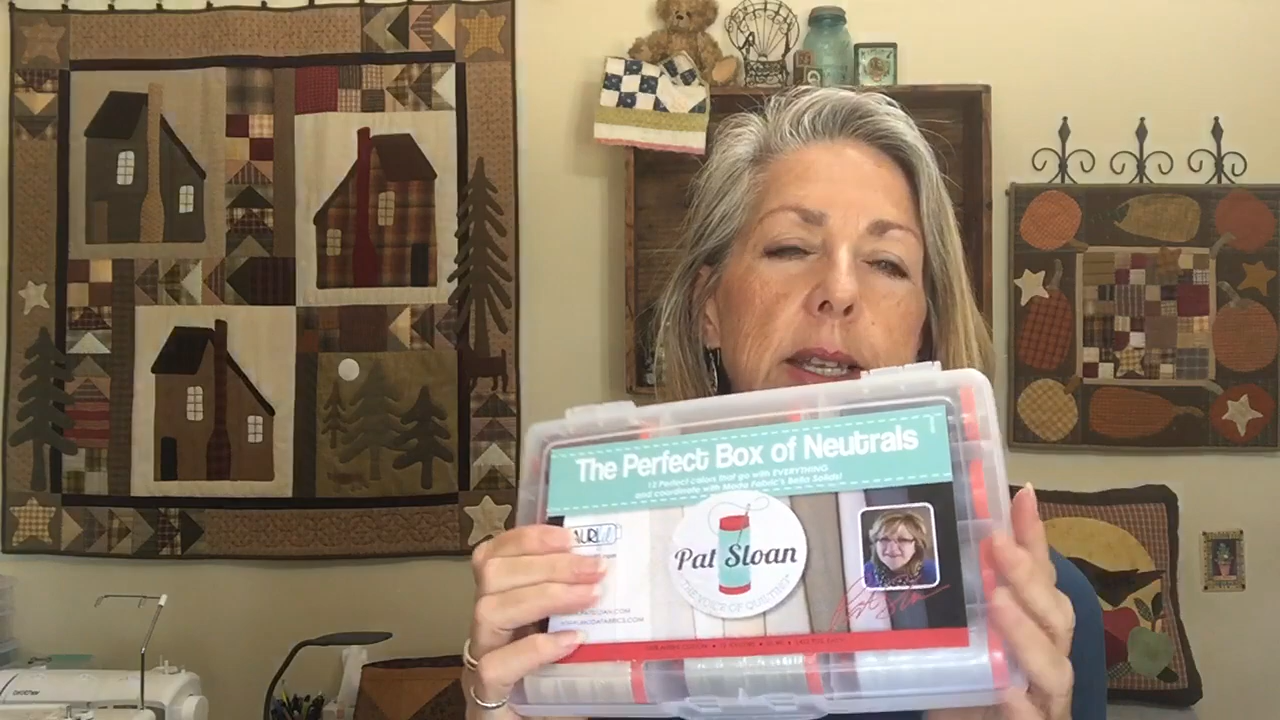 The Perfect Box of Neutrals
12 Perfect colors that go with EVERYTHING
and coordinate with Moda Fabric's Bella Solids!
Pat Sloan
THE VOICE OF QUILTING
brother